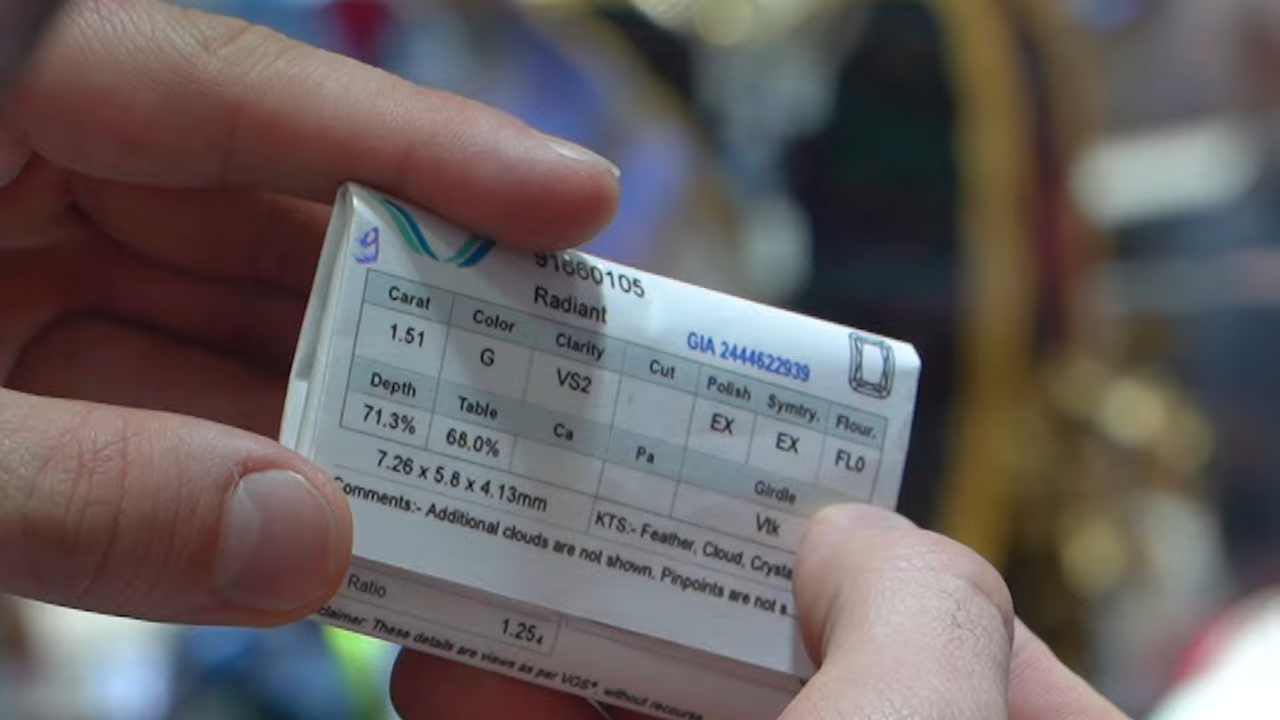 9
91860105
Radiant
GIA 2444622939
Carat Color Clarity Cut Polish Symtry. Flour.
1.51 G VS2 EX EX FL0
Depth Table Ca Pa Girdle
71.3% 68.0% Vtk
7.26 x 5.8 x 4.13mm KTS:- Feather, Cloud, Crysta
Comments:- Additional clouds are not shown. Pinpoints are not s
Ratio 1.254
claimer: These details are views as per VGS*, without recourse